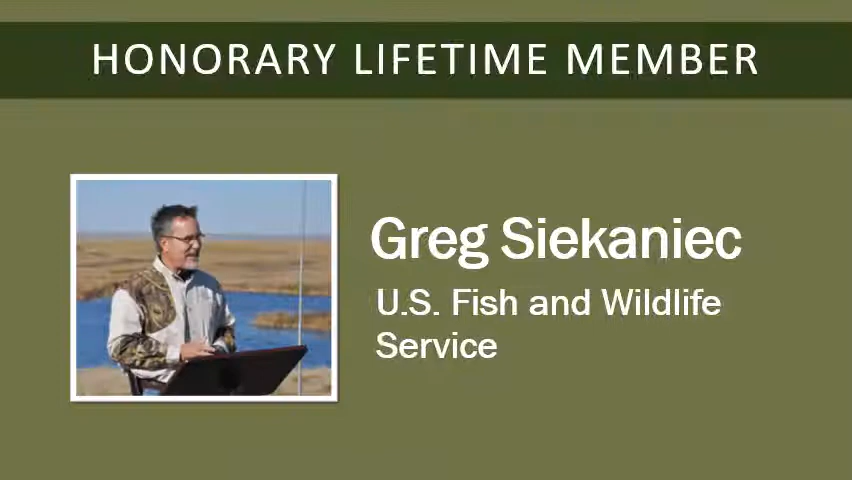 HONORARY LIFETIME MEMBER
Greg Siekaniec
U.S. Fish and Wildlife
Service